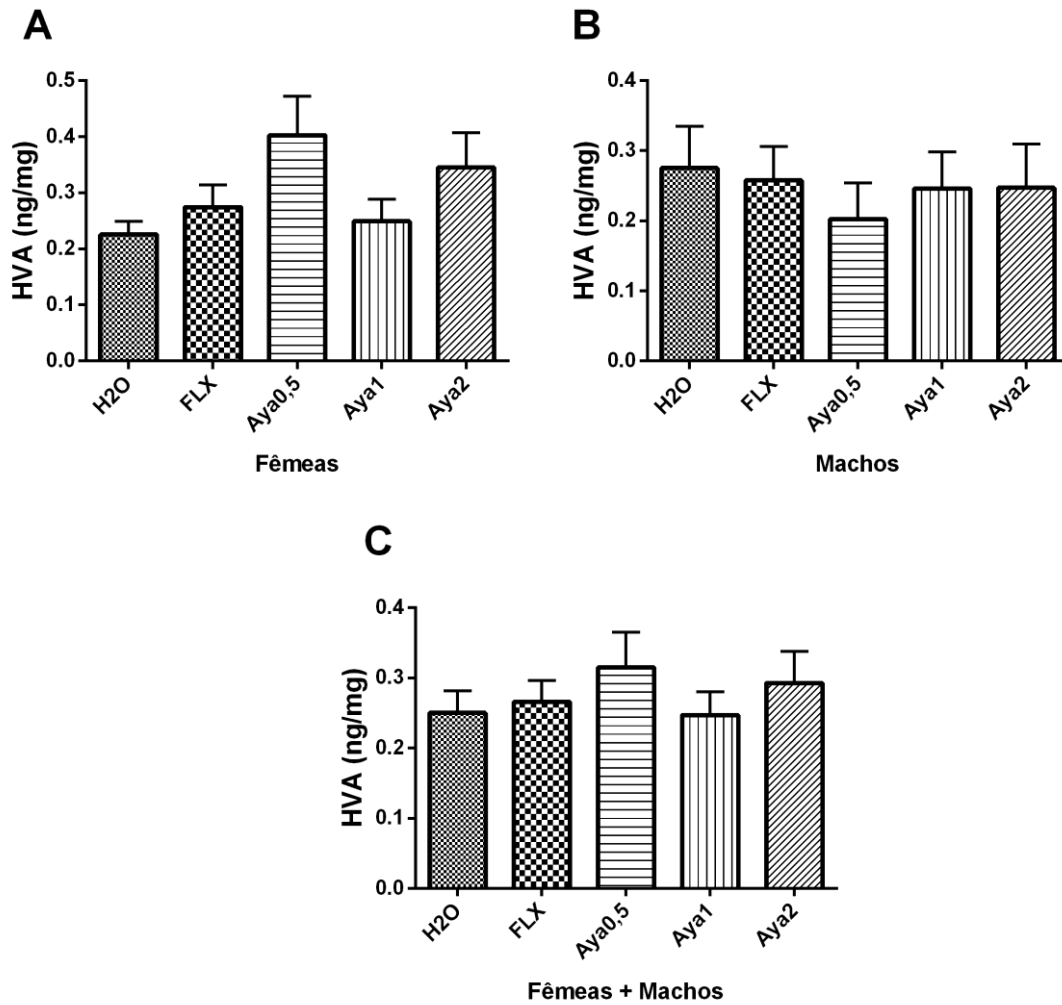 A
HVA (ng/mg)
0.5
0.4
0.3
0.2
0.1
0.0
H2O
FLX
Aya0,5
Aya1
Aya2
Fêmeas
B
HVA (ng/mg)
0.4
0.3
0.2
0.1
0.0
H2O
FLX
Aya0,5
Aya1
Aya2
Machos
C
HVA (ng/mg)
0.4
0.3
0.2
0.1
0.0
H2O
FLX
Aya0,5
Aya1
Aya2
Fêmeas + Machos